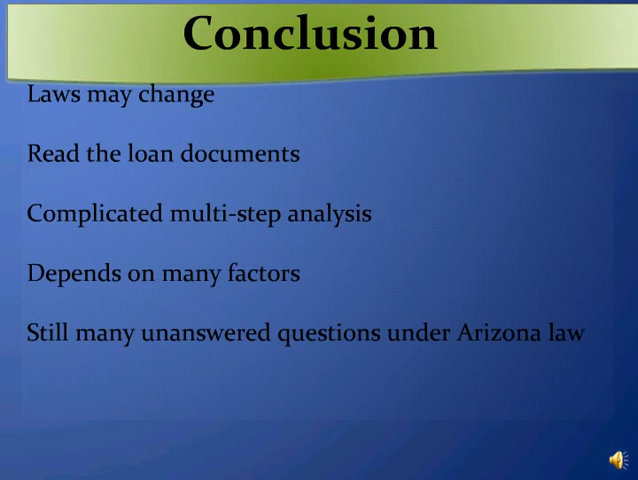 Conclusion
Laws may change
Read the loan documents
Complicated multi-step analysis
Depends on many factors
Still many unanswered questions under Arizona law